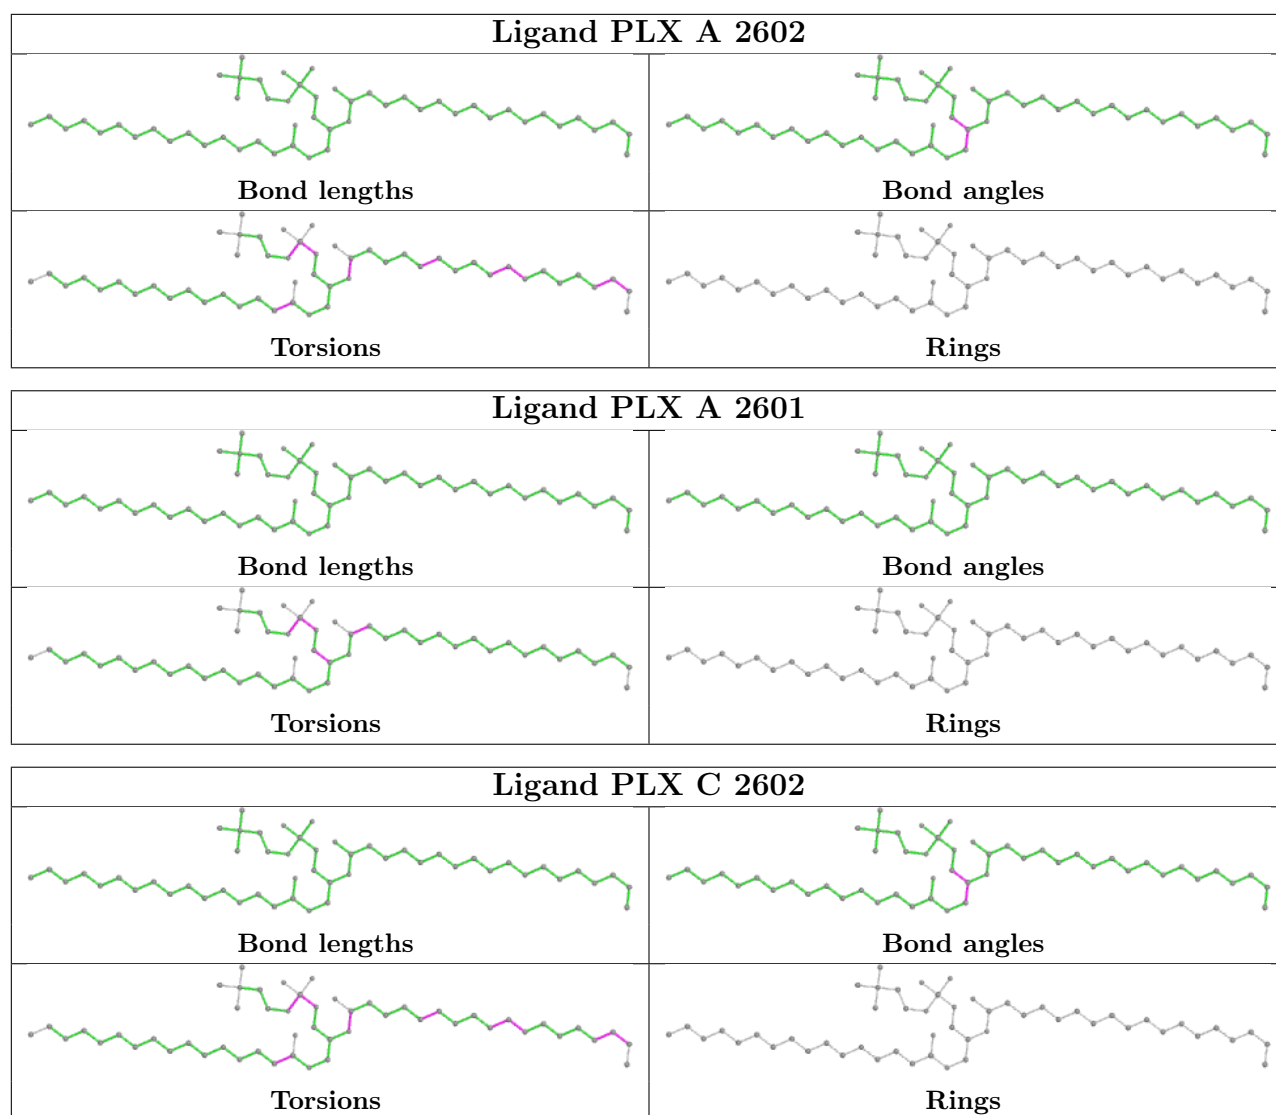 Ligand PLX A 2602
Bond lengths
Bond angles
Torsions
Rings
Ligand PLX A 2601
Bond lengths
Bond angles
Torsions
Rings
Ligand PLX C 2602
Bond lengths
Bond angles
Torsions
Rings